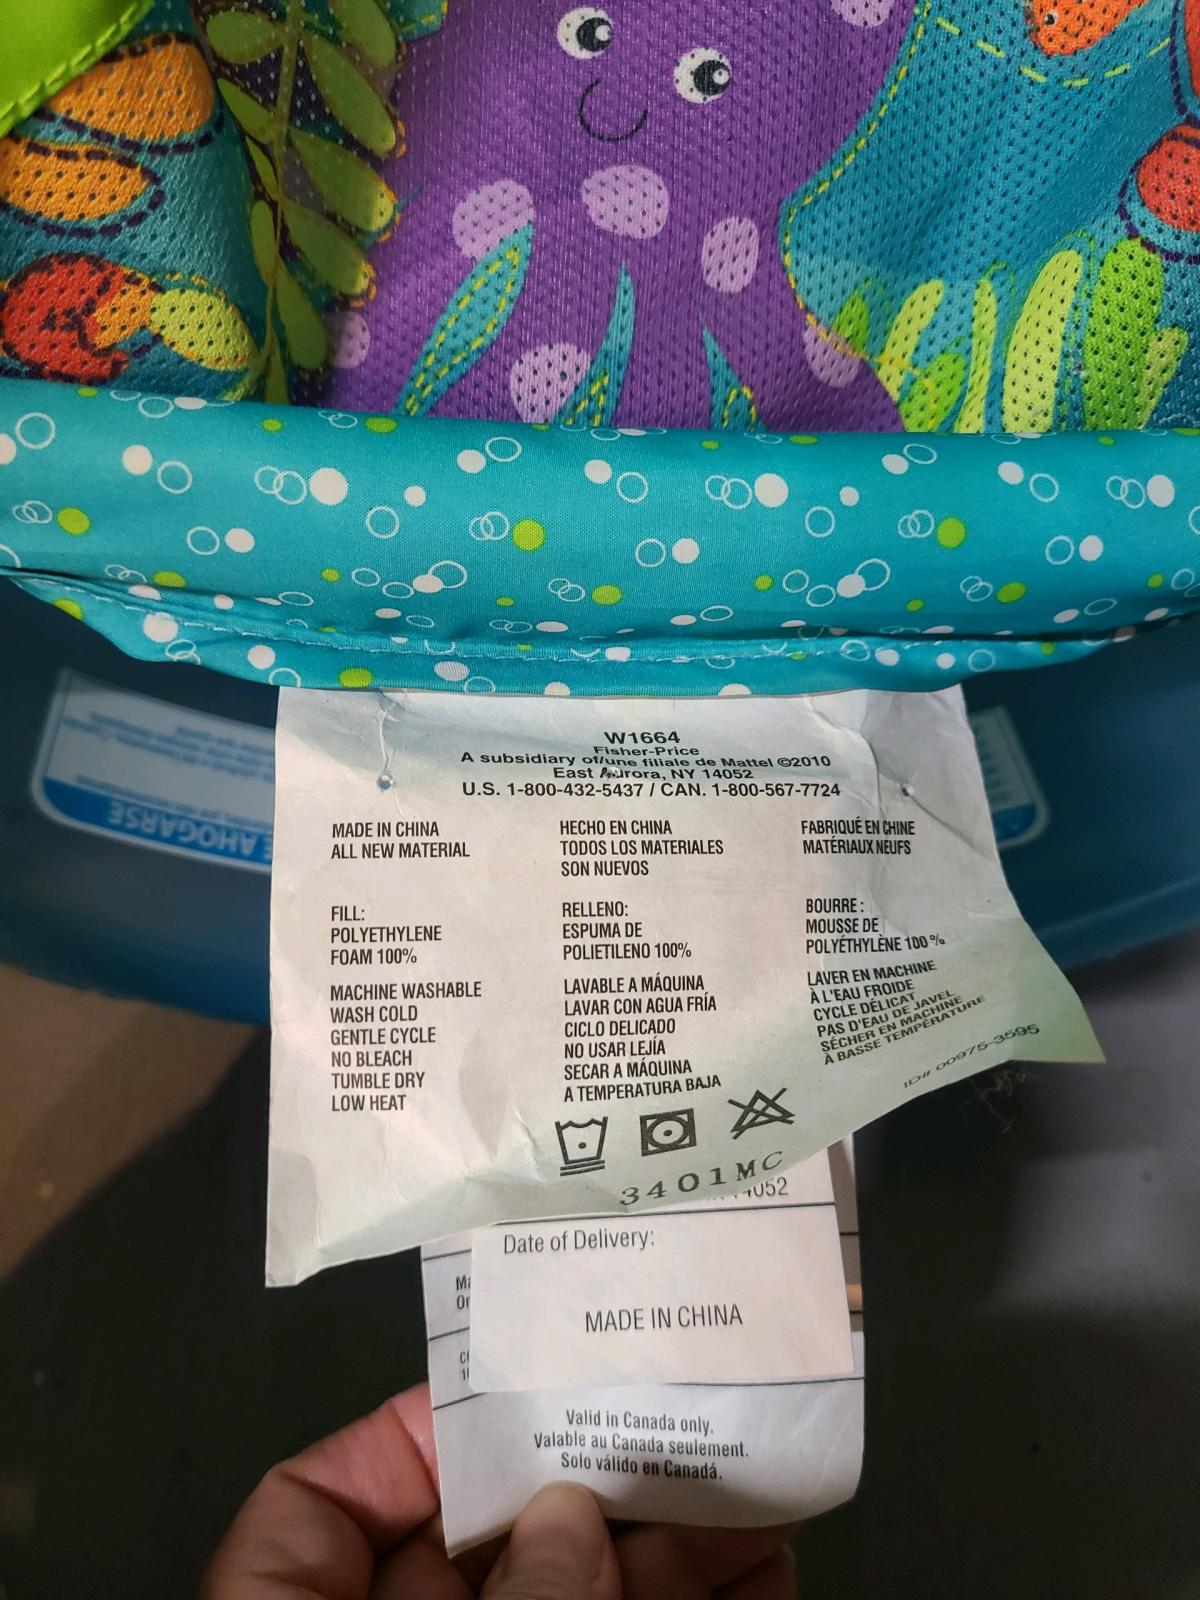 W1664
Fisher-Price
A subsidiary of/une filiale de Mattel ©2010
East Aurora, NY 14052
U.S. 1-800-432-5437 / CAN. 1-800-567-7724
MADE IN CHINA
ALL NEW MATERIAL
FILL:
POLYETHYLENE
FOAM 100%
MACHINE WASHABLE
WASH COLD
GENTLE CYCLE
NO BLEACH
TUMBLE DRY
LOW HEAT
HECHO EN CHINA
TODOS LOS MATERIALES
SON NUEVOS
RELLENO:
ESPUMA DE
POLIETILENO 100%
LAVABLE A MÁQUINA
LAVAR CON AGUA FRÍA
CICLO DELICADO
NO USAR LEJÍA
SECAR A MÁQUINA
A TEMPERATURA BAJA
FABRIQUÉ EN CHINE
MATÉRIAUX NEUFS
BOURRE :
MOUSSE DE
POLYÉTHYLÈNE 100 %
LAVER EN MACHINE
À L'EAU FROIDE
CYCLE DÉLICAT
PAS D'EAU DE JAVEL
SÉCHER EN MACHINE
À BASSE TEMPÉRATURE
ID# 00975-3595
3401MC
4052
Date of Delivery:
MADE IN CHINA
Valid in Canada only.
Valable au Canada seulement.
Solo válido en Canadá.
AHOGARSE